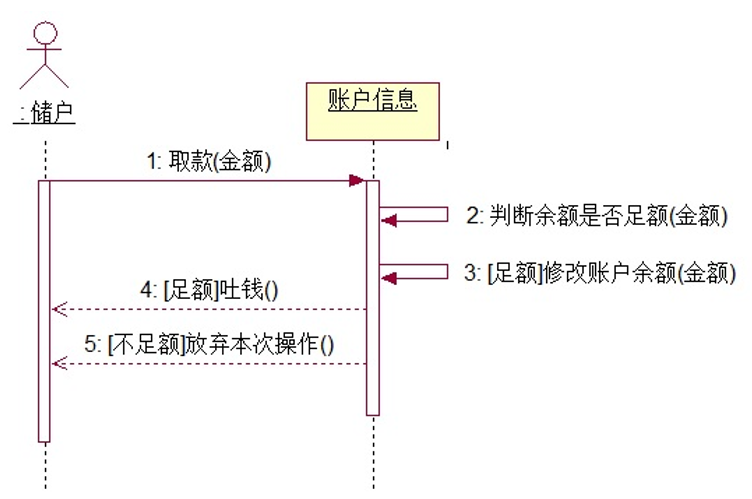 : 储户
账户信息
1: 取款(金额)
2: 判断余额是否足额(金额)
3: [足额]修改账户余额(金额)
4: [足额]吐钱()
5: [不足额]放弃本次操作()